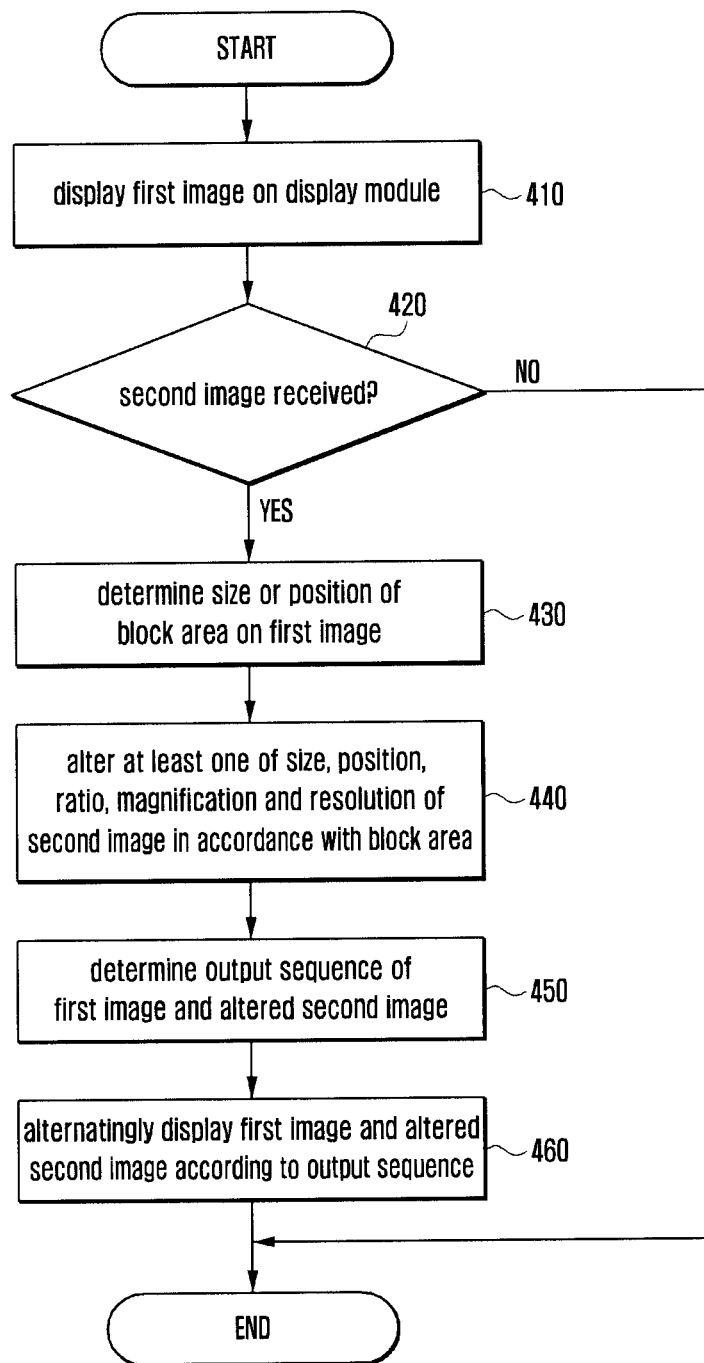 START
display first image on display module
410
420
second image received?
NO
YES
determine size or position of
block area on first image
430
alter at least one of size, position,
ratio, magnification and resolution of
second image in accordance with block area
440
determine output sequence of
first image and altered second image
450
alternatingly display first image and altered
second image according to output sequence
460
END